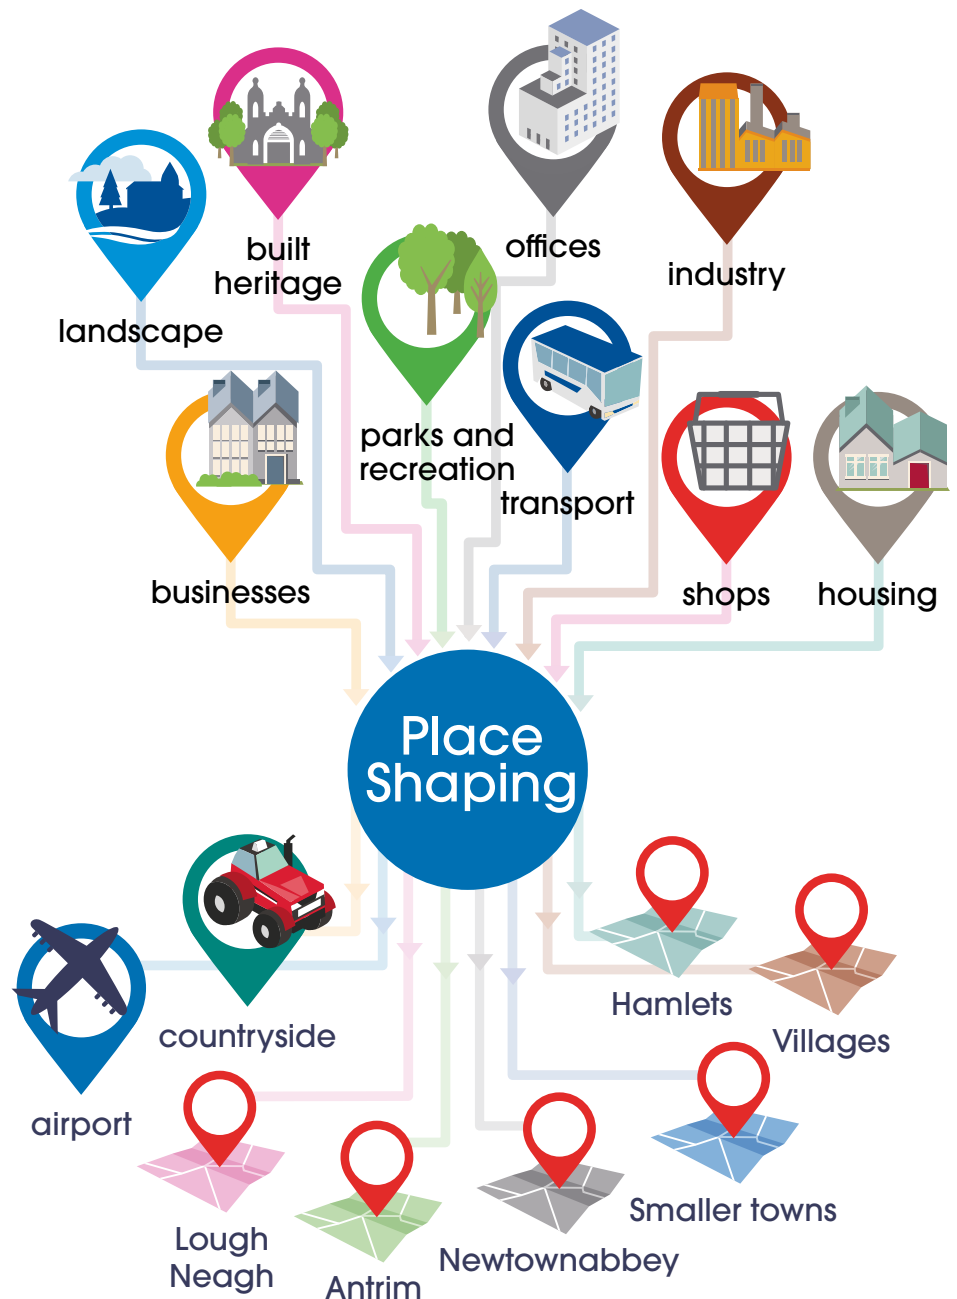 built
heritage
offices
industry
landscape
parks and
recreation
transport
businesses
shops
housing
Place
Shaping
countryside
airport
Hamlets
Villages
Lough
Neagh
Antrim
Newtownabbey
Smaller towns